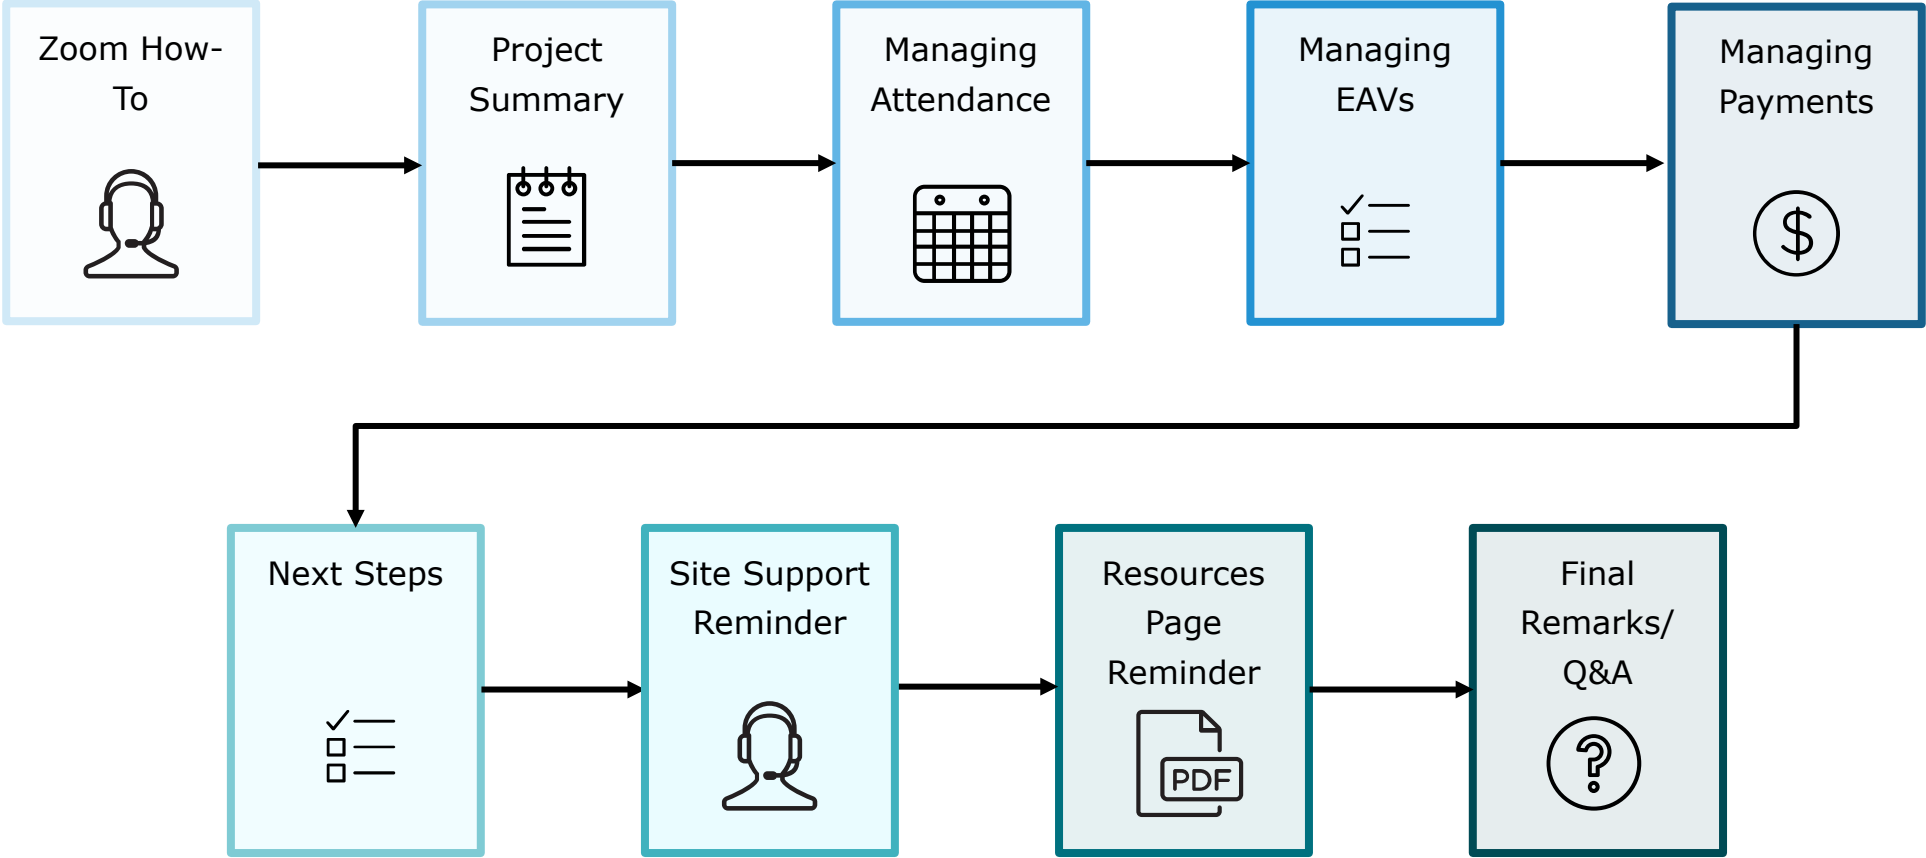 Zoom How-
To
Project
Summary
Managing
Attendance
Managing
EAVs
Managing
Payments
Next Steps
Site Support
Reminder
Resources
Page
Reminder
PDF
Final
Remarks/
Q&A